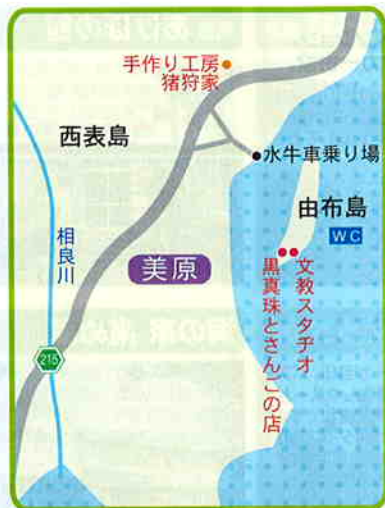 手作り工房
猪狩家
西表島
水牛車乗り場
由布島
WC
相良川
美原
文教スタヂオ
黒真珠とさんごの店
215